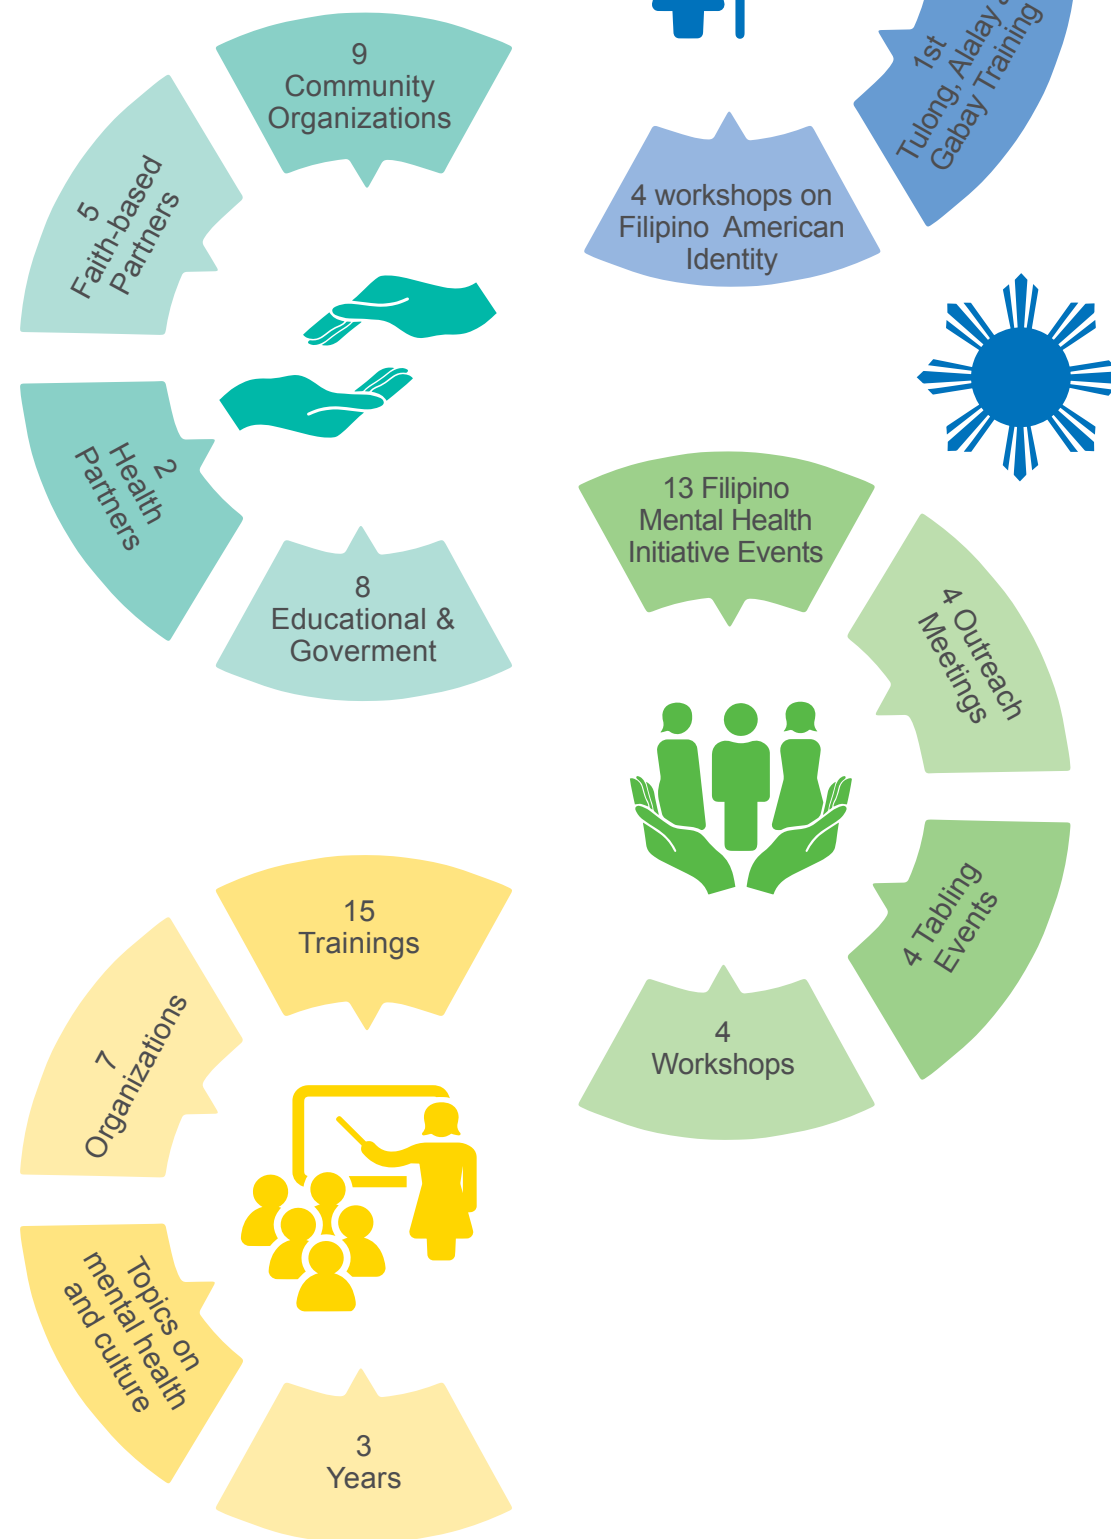 9
Community
Organizations
5
Faith-based
Partners
2
Health
Partners
8
Educational &
Goverment
1st
Tulong, Alalay
Gabay Training
4 workshops on
Filipino American
Identity
13 Filipino
Mental Health
Initiative Events
4 Outreach
Meetings
4 Tabling
Events
4
Workshops
15
Trainings
7
Organizations
Topics on
mental health
and culture
3
Years